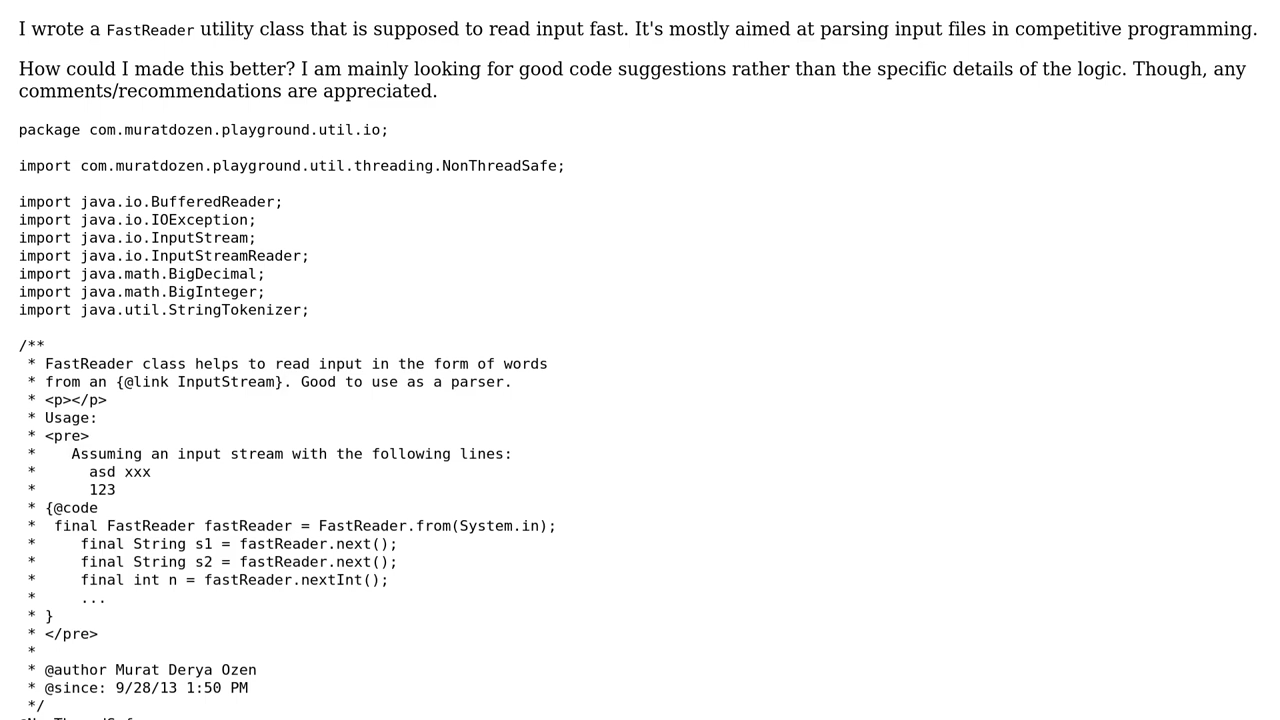 I wrote a FastReader utility class that is supposed to read input fast. It's mostly aimed at parsing input files in competitive programming.
How could I made this better? I am mainly looking for good code suggestions rather than the specific details of the logic. Though, any
comments/recommendations are appreciated.
package com.muratdozen.playground.util.io;
import com.muratdozen.playground.util.threading.NonThreadSafe;
import java.io.BufferedReader;
import java.io.IOException;
import java.io.InputStream;
import java.io.InputStreamReader;
import java.math.BigDecimal;
import java.math.BigInteger;
import java.util.StringTokenizer;
/**
 * FastReader class helps to read input in the form of words
 * from an {@link InputStream}. Good to use as a parser.
 * <p></p>
 * Usage:
 * <pre>
 *    Assuming an input stream with the following lines:
 *      asd xxx
 *      123
 * {@code
 *  final FastReader fastReader = FastReader.from(System.in);
 *     final String s1 = fastReader.next();
 *     final String s2 = fastReader.next();
 *     final int n = fastReader.nextInt();
 *     ...
 * }
 * </pre>
 *
 * @author Murat Derya Ozen
 * @since: 9/28/13 1:50 PM
 */